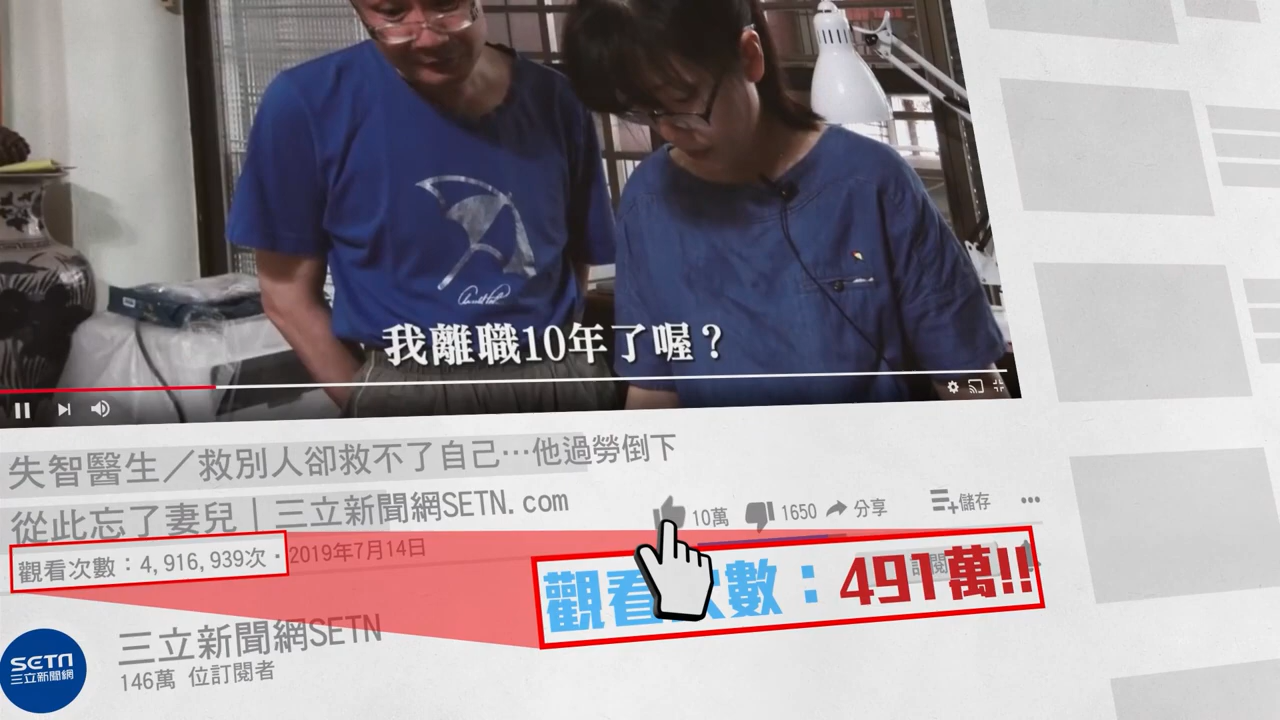 我離職10年了喔？
失智醫生／救別人卻救不了自己…他過勞倒下
從此忘了妻兒｜三立新聞網SETN.com
10萬 1650 分享 儲存
觀看次數：4,916,939次・2019年7月14日
觀看次數：491萬!!
三立新聞網SETN
146萬 位訂閱者
SETN
三立新聞網